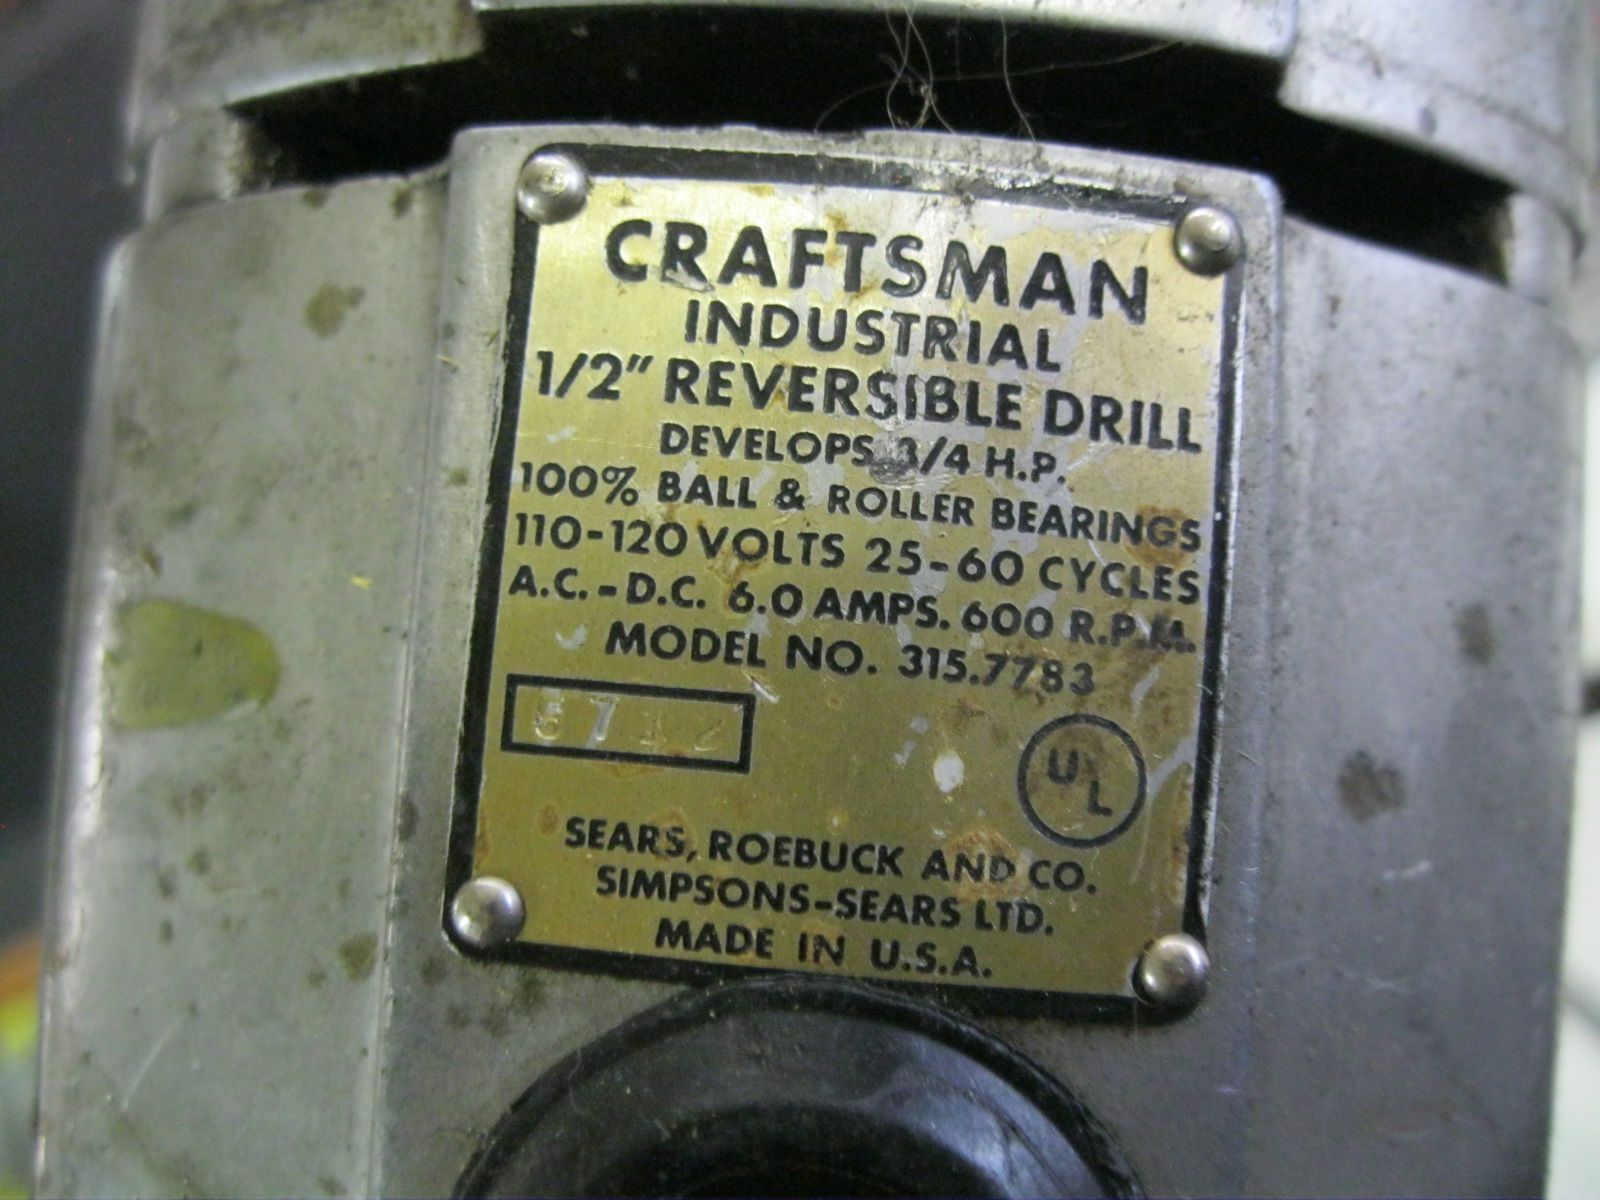 CRAFTSMAN
INDUSTRIAL
1/2" REVERSIBLE DRILL
DEVELOPS 3/4 H.P.
100% BALL & ROLLER BEARINGS
110-120 VOLTS 25-60 CYCLES
A.C.-D.C. 6.0 AMPS. 600 R.P.M.
MODEL NO. 315.7783
UL
SEARS, ROEBUCK AND CO.
SIMPSONS-SEARS LTD.
MADE IN U.S.A.